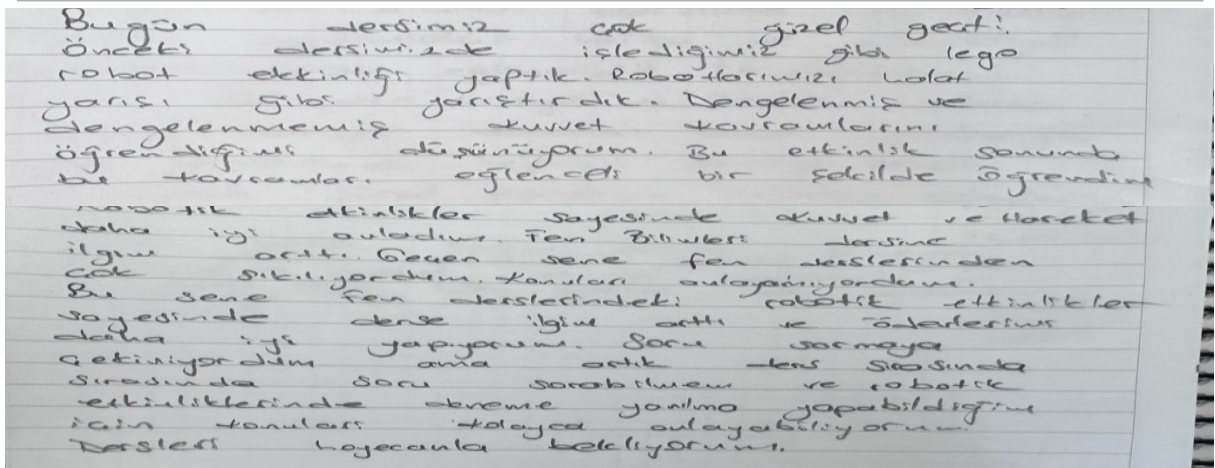 Bugün dersimiz çok güzel geçti.
Önceki dersimizde işlediğimiz gibi lego
robot etkinliği yaptık. Robotlarımızı halat
yarışı gibi yarıştırdık. Dengelenmiş ve
dengelenmemiş kuvvet kavramlarını
öğrendiğimi düşünüyorum. Bu etkinlik sonunda
bu kavramları eğlenceli bir şekilde öğrendim
robotik etkinlikler sayesinde kuvvet ve Hareket
daha iyi anladım. Fen Bilimleri dersine
ilgim arttı. Geçen sene fen derslerinden
çok sıkılıyordum. Konuları anlayamıyordum.
Bu sene fen derslerindeki robotik etkinlikler
sayesinde derse ilgim arttı ve ödevlerimi
daha iyi yapıyorum. Soru sormaya
çekiniyordum ama artık ders sırasında
sırasında soru sorabilmem ve robotik
etkinliklerinde deneme yanılma yapabildiğim
için konuları kolayca anlayabiliyorum.
Dersleri heyecanla bekliyorum.